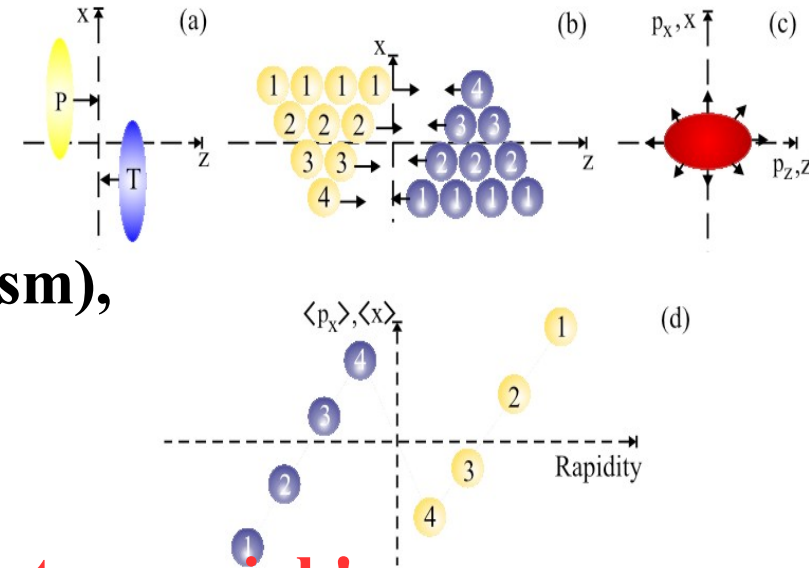 x (a)
P
z
T
x (b)
1 1 1 1 4
2 2 2 3 3
3 3 2 2 2 z
4 1 1 1 1
pₓ,x (c)
p_z,z
sm),
⟨pₓ⟩,⟨x⟩ (d)
1
4
2
3
Rapidity
3
2
4
1